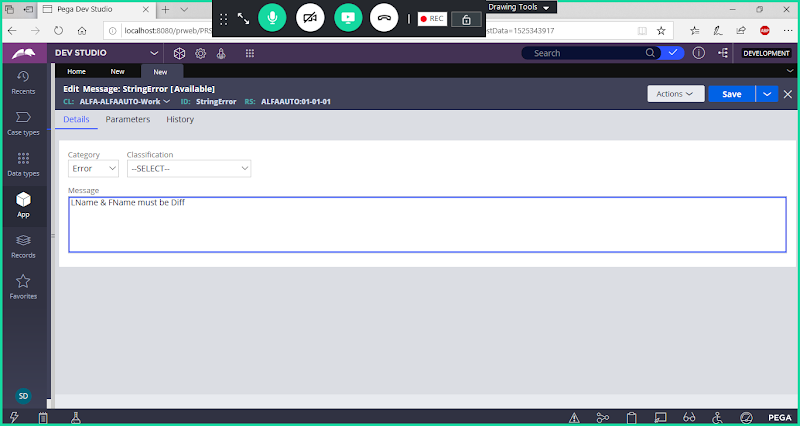 Drawing Tools
Pega Dev Studio
REC
localhost:8080/prweb/PRS
estData=1525343917
DEV STUDIO
Search
DEVELOPMENT
Home
New
New
Edit Message: StringError [Available]
CL: ALFA-ALFAAUTO-Work
ID: StringError
RS: ALFAAUTO:01-01-01
Actions
Save
Details
Parameters
History
Recents
Case types
Data types
App
Records
Favorites
Category
Classification
Error
--SELECT--
Message
LName & FName must be Diff
SD
PEGA
ABP